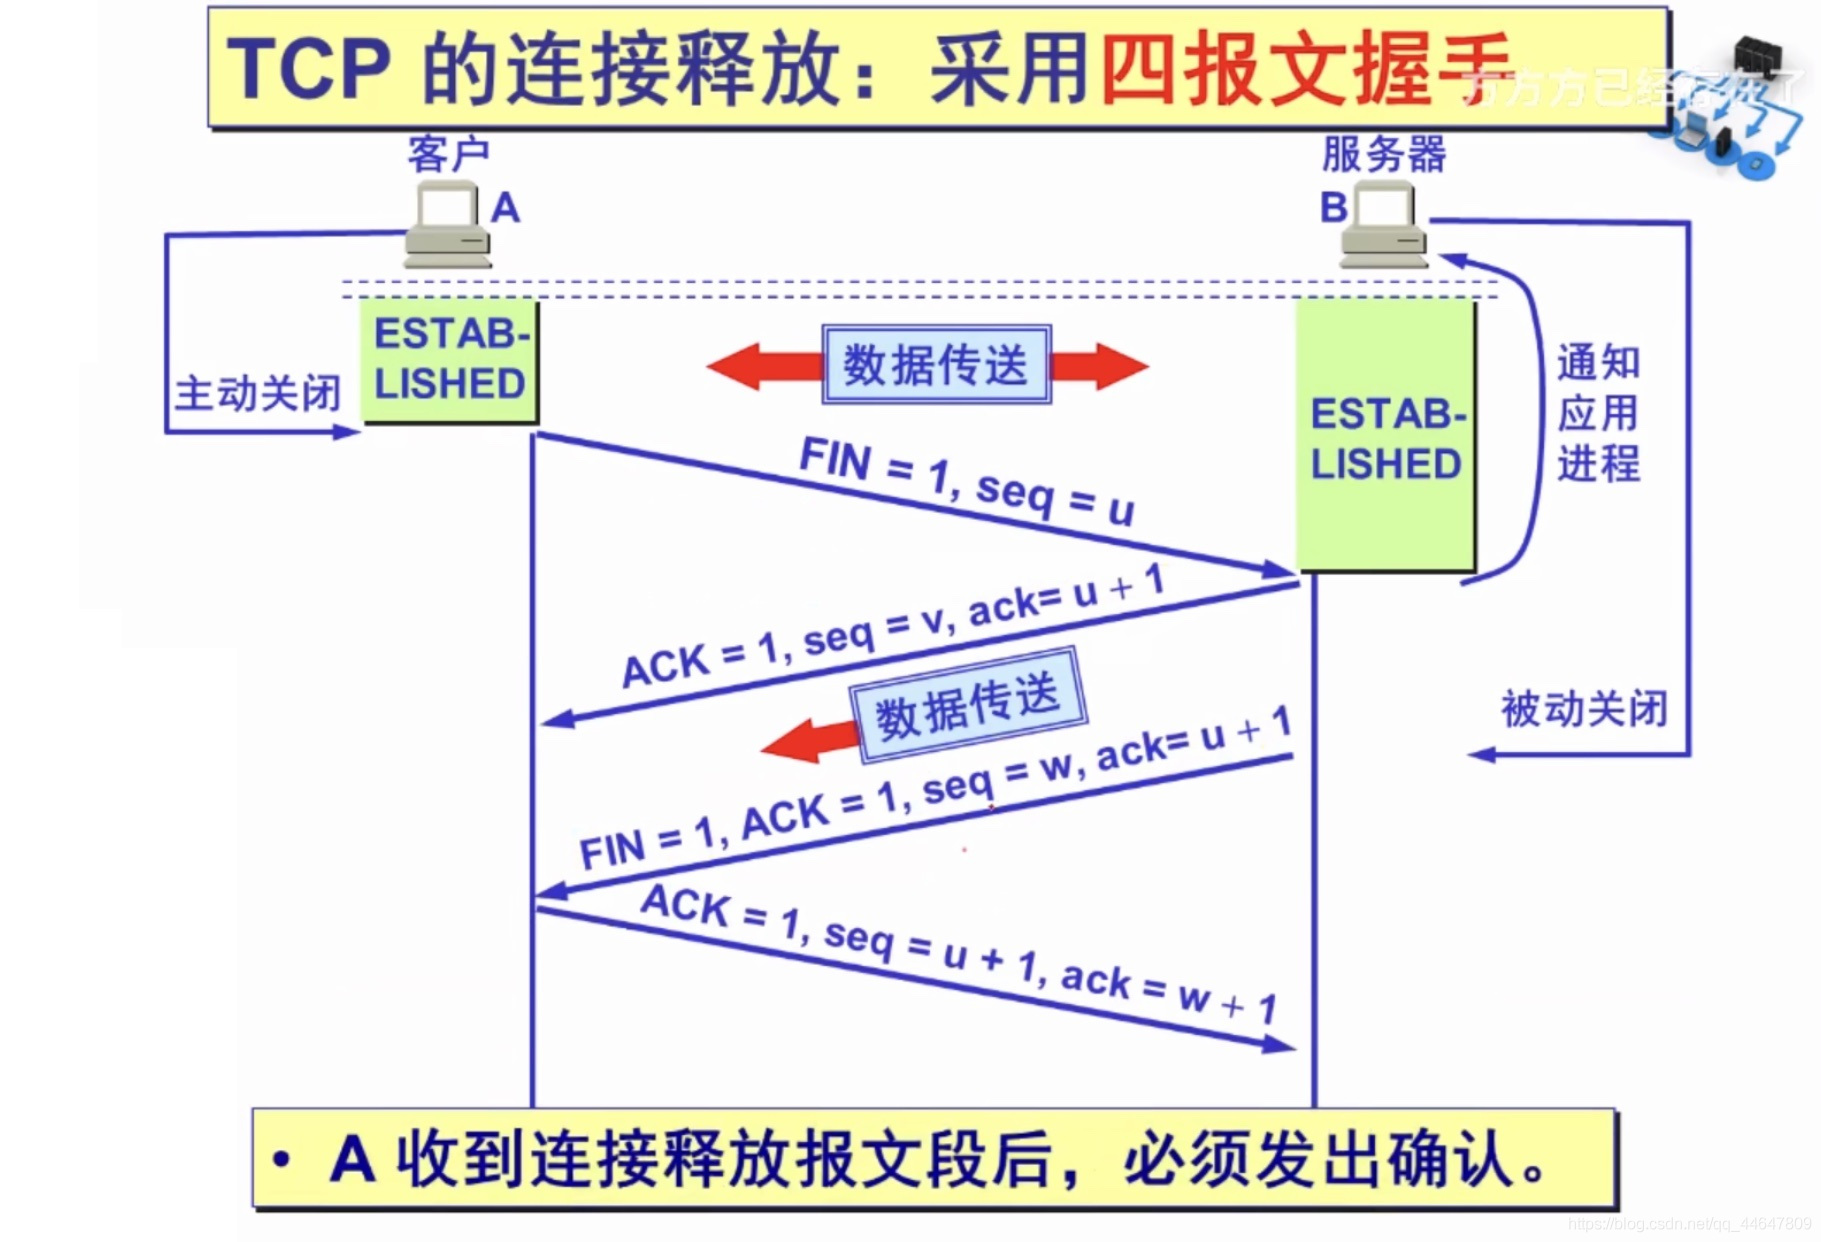 TCP 的连接释放：采用四报文握手
方方方已经存在了
客户
服务器
A
B
ESTAB-
LISHED
数据传送
主动关闭
ESTAB-
LISHED
通知
应用
进程
FIN = 1, seq = u
ACK = 1, seq = v, ack= u + 1
数据传送
被动关闭
FIN = 1, ACK = 1, seq = w, ack= u + 1
ACK = 1, seq = u + 1, ack = w + 1
• A 收到连接释放报文段后，必须发出确认。
https://blog.csdn.net/qq_44647809